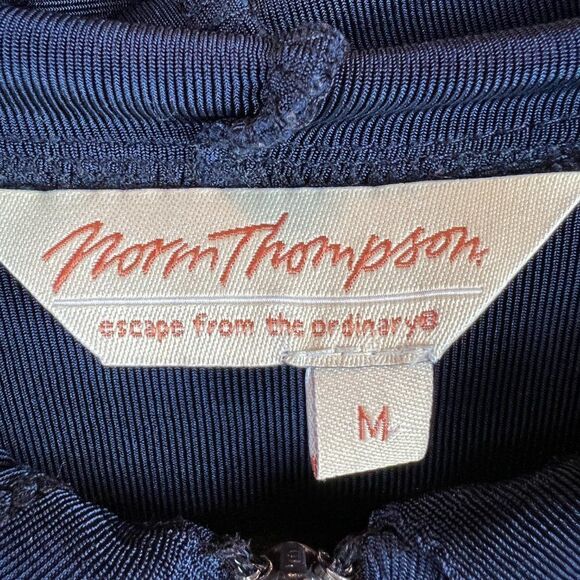 Norm Thompson.
escape from the ordinary®
M